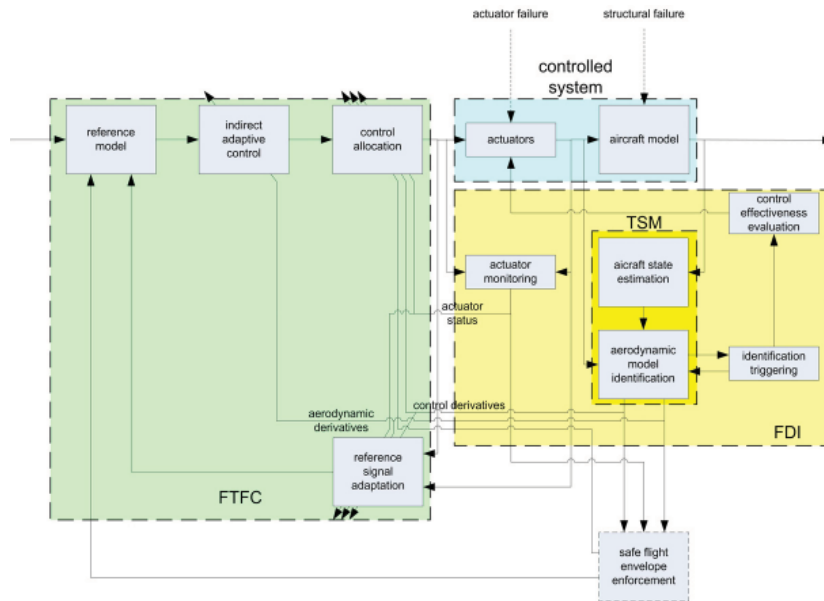 actuator failure
structural failure
controlled
system
reference
model
indirect
adaptive
control
control
allocation
actuators
aircraft model
control
effectiveness
evaluation
TSM
actuator
monitoring
aicraft state
estimation
actuator
status
aerodynamic
model
identification
identification
triggering
control derivatives
aerodynamic
derivatives
FDI
reference
signal
adaptation
FTFC
safe flight
envelope
enforcement